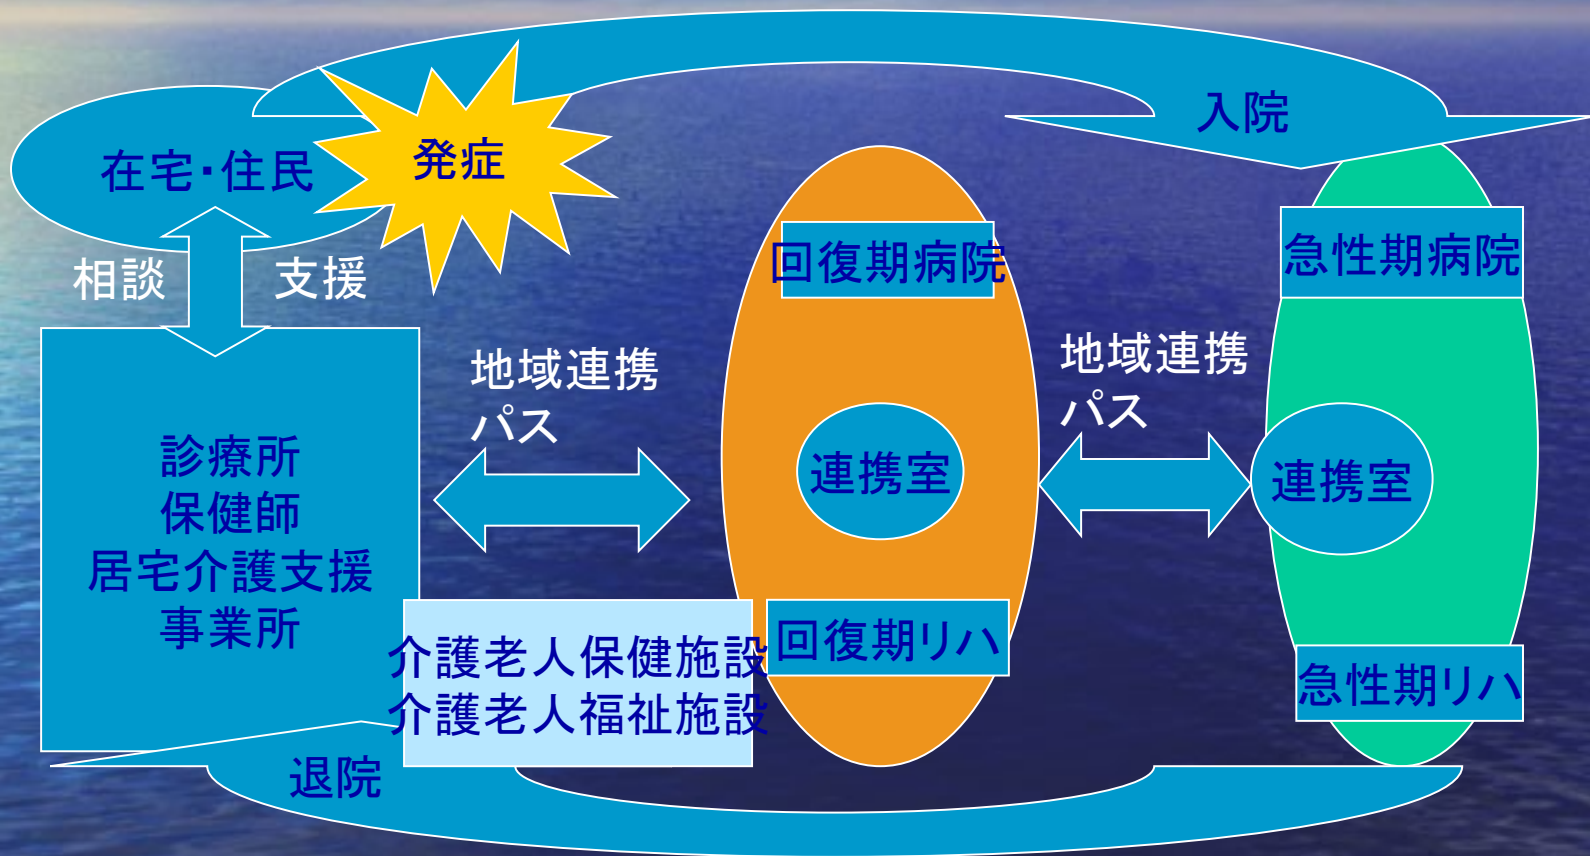 在宅・住民
発症
入院
相談
支援
回復期病院
急性期病院
地域連携
パス
地域連携
パス
診療所
保健師
居宅介護支援
事業所
連携室
連携室
介護老人保健施設
介護老人福祉施設
回復期リハ
急性期リハ
退院